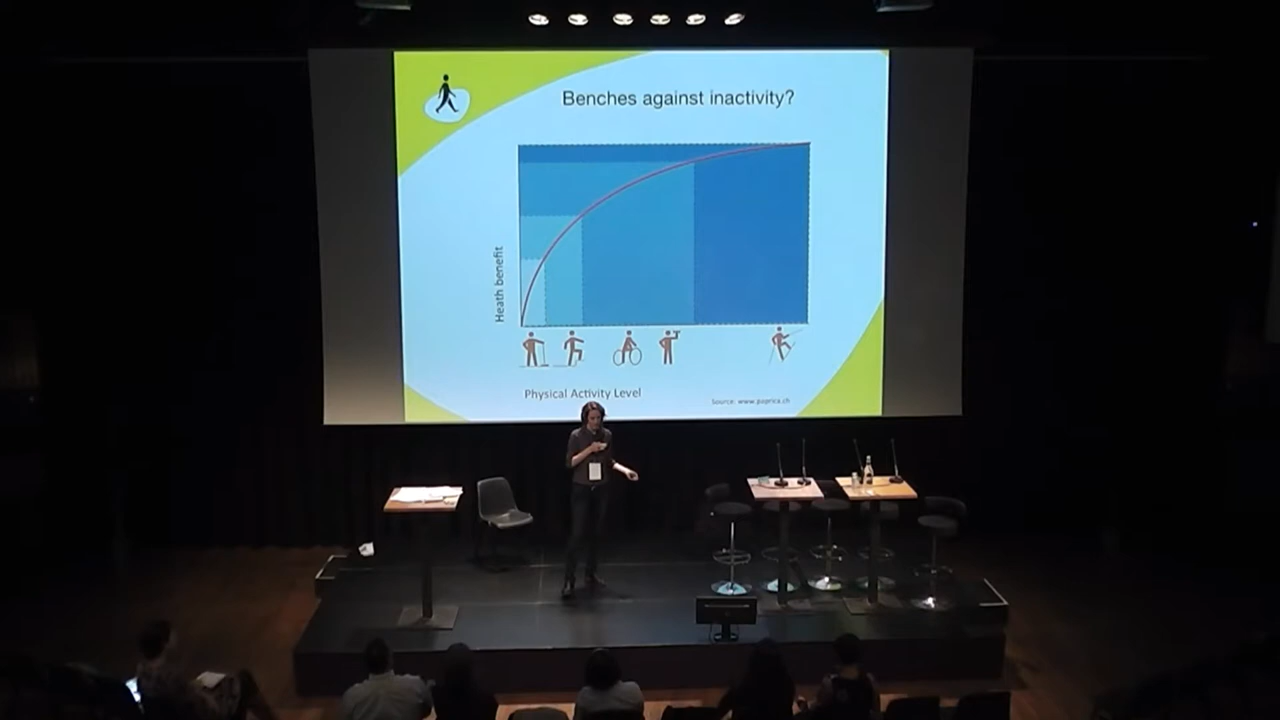 Benches against inactivity?
Heath benefit
Physical Activity Level
Source: www.paprica.ch